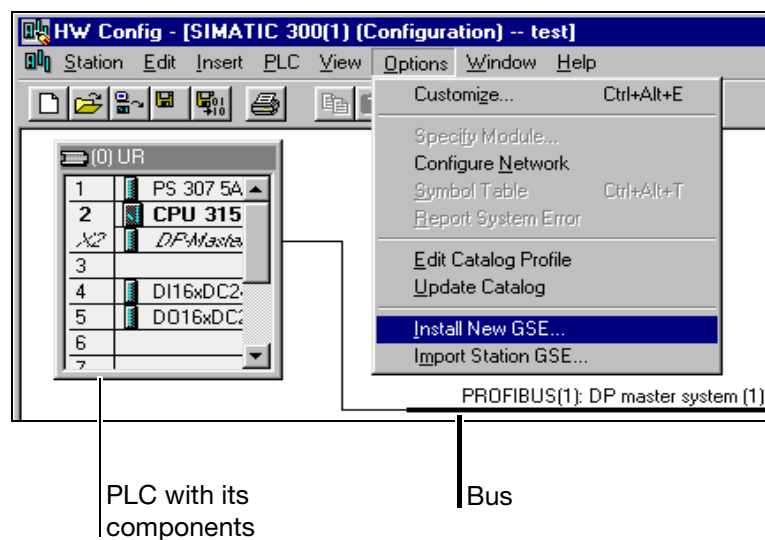 HW Config - [SIMATIC 300(1) (Configuration) -- test]
Station Edit Insert PLC View Options Window Help
Customize... Ctrl+Alt+E
Specify Module...
Configure Network
Symbol Table Ctrl+Alt+T
Report System Error
Edit Catalog Profile
Update Catalog
Install New GSE...
Import Station GSE...
(0) UR
1 PS 307 5A
2 CPU 315
X2 DP-Maste
3
4 DI16xDC2
5 DO16xDC2
6
7
PROFIBUS(1): DP master system (1)
PLC with its
components
Bus